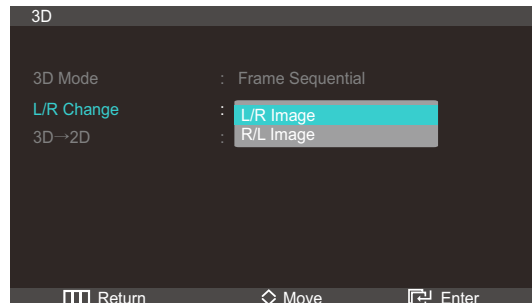 3D
3D Mode : Frame Sequential
L/R Change : L/R Image
R/L Image
3D→2D :
Return Move Enter